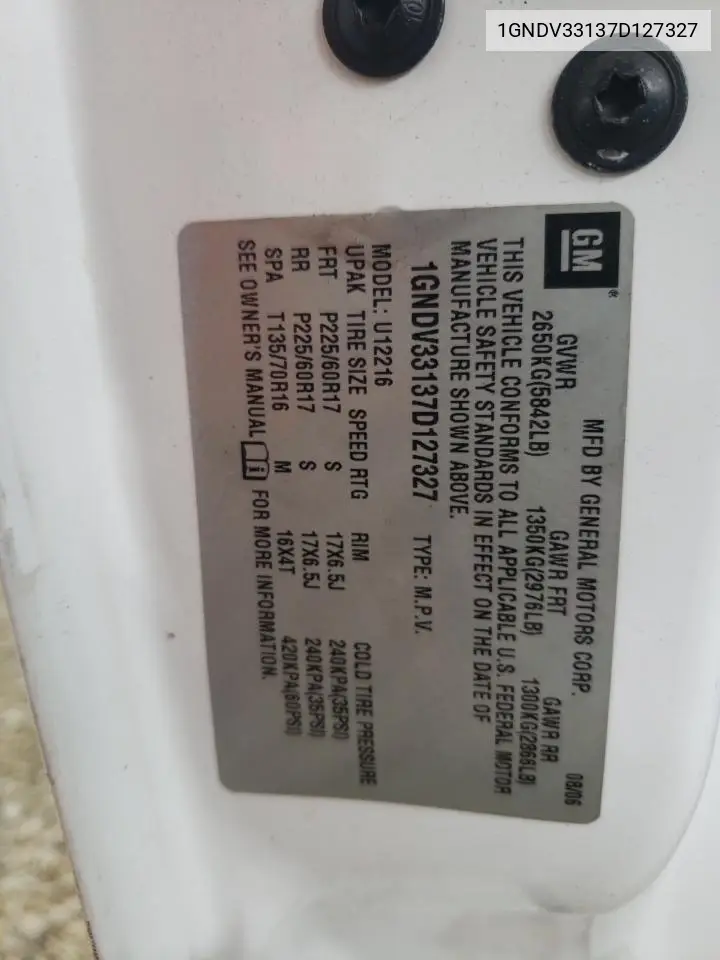 1GNDV33137D127327
GM®
MFD BY GENERAL MOTORS CORP. 08/06
GVWR GAWR FRT GAWR RR
2650KG(5842LB) 1350KG(2976LB) 1300KG(2866LB)
THIS VEHICLE CONFORMS TO ALL APPLICABLE U.S. FEDERAL MOTOR
VEHICLE SAFETY STANDARDS IN EFFECT ON THE DATE OF
MANUFACTURE SHOWN ABOVE.
1GNDV33137D127327 TYPE: M.P.V.
MODEL: U12216
UPAK TIRE SIZE SPEED RTG RIM COLD TIRE PRESSURE
FRT P225/60R17 S 17X6.5J 240KPA(35PSI)
RR P225/60R17 S 17X6.5J 240KPA(35PSI)
SPA T135/70R16 M 16X4T 420KPA(60PSI)
SEE OWNER'S MANUAL FOR MORE INFORMATION.